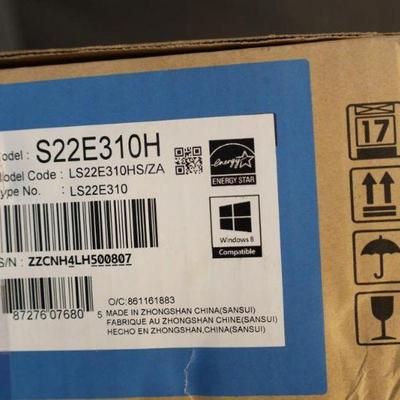 odel : S22E310H
Model Code : LS22E310HS/ZA
ype No. : LS22E310
energy
ENERGY STAR
Windows 8
Compatible
17
S/N : ZZCNH4LH500807
O/C:861161883
87276 07680 5
MADE IN ZHONGSHAN CHINA(SANSUI)
FABRIQUE AU ZHONGSHAN CHINE(SANSUI)
HECHO EN ZHONGSHAN,CHINA(SANSUI)